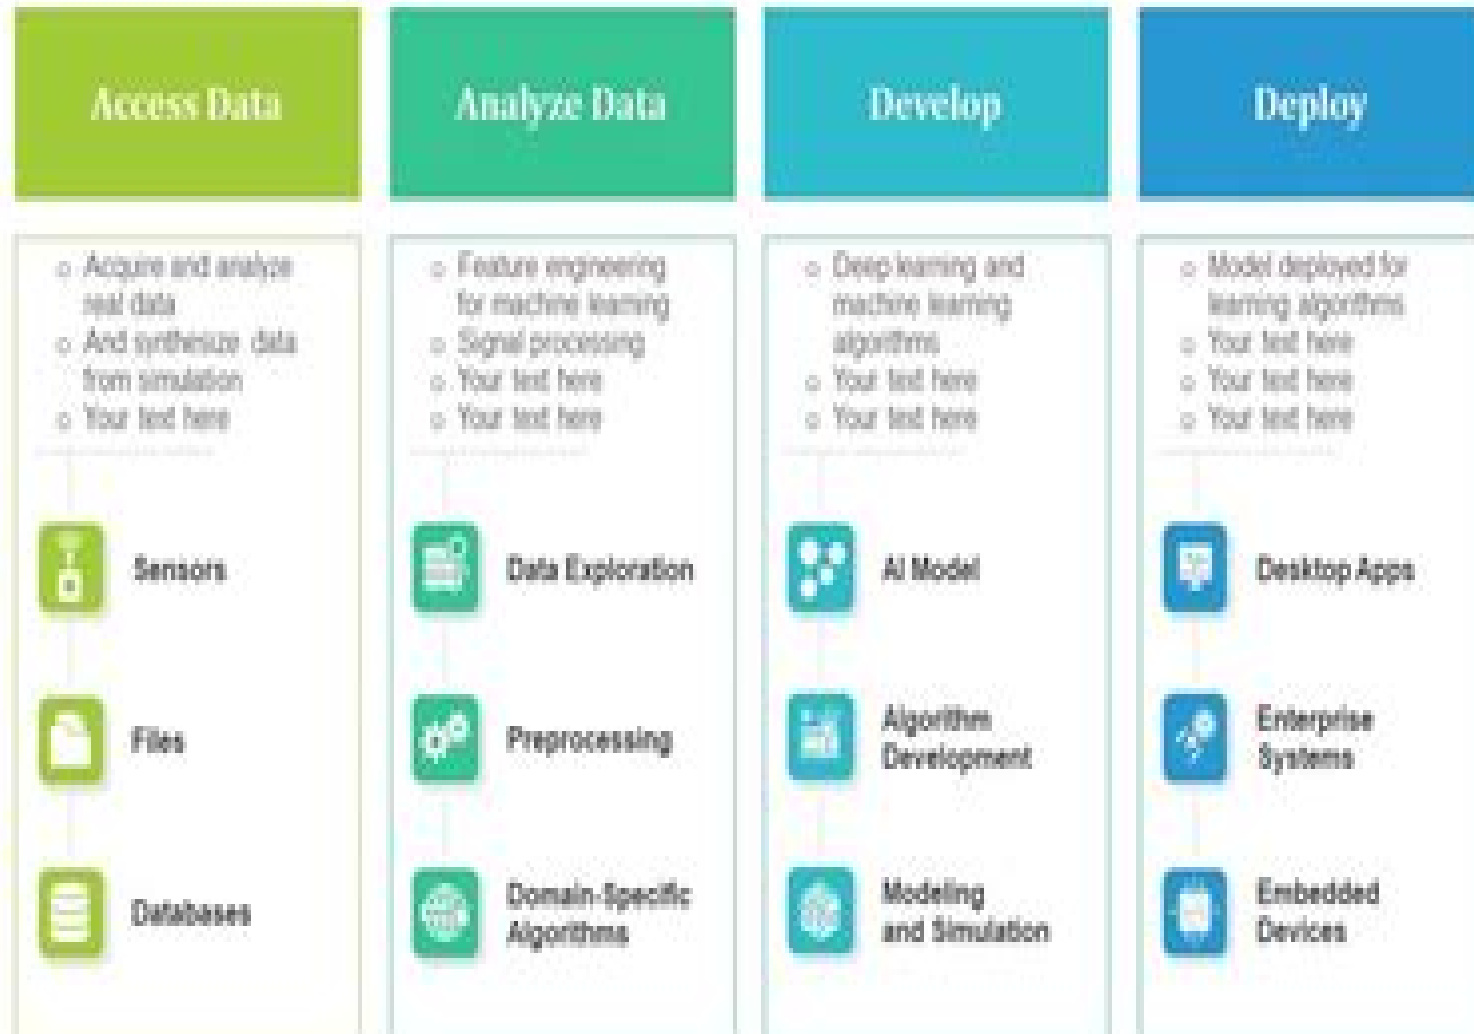 Access Data
Acquire and analyze
real data
And synthesize data
from simulation
Your text here
Sensors
Files
Databases
Analyze Data
Feature engineering
for machine learning
Signal processing
Your text here
Your text here
Data Exploration
Preprocessing
Domain-Specific
Algorithms
Develop
Deep learning and
machine learning
algorithms
Your text here
Your text here
AI Model
Algorithm
Development
Modeling
and Simulation
Deploy
Model deployed for
learning algorithms
Your text here
Your text here
Your text here
Desktop Apps
Enterprise
Systems
Embedded
Devices